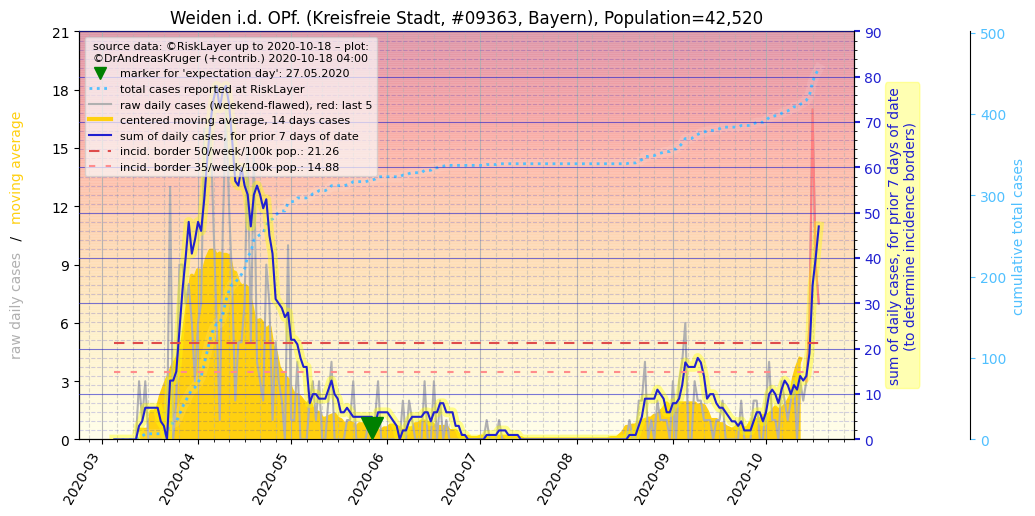 Weiden i.d. OPf. (Kreisfreie Stadt, #09363, Bayern), Population=42,520
source data: ©RiskLayer up to 2020-10-18 – plot:
©DrAndreasKruger (+contrib.) 2020-10-18 04:00
marker for 'expectation day': 27.05.2020
total cases reported at RiskLayer
raw daily cases (weekend-flawed), red: last 5
centered moving average, 14 days cases
sum of daily cases, for prior 7 days of date
incid. border 50/week/100k pop.: 21.26
incid. border 35/week/100k pop.: 14.88
raw daily cases / moving average
21
18
15
12
9
6
3
0
90
80
70
60
50
40
30
20
10
0
sum of daily cases, for prior 7 days of date
(to determine incidence borders)
500
400
300
200
100
0
cumulative total cases
2020-03
2020-04
2020-05
2020-06
2020-07
2020-08
2020-09
2020-10